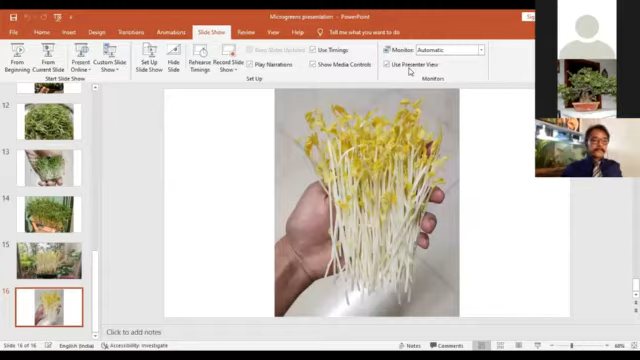 Microgreens presentation - PowerPoint
File Home Insert Design Transitions Animations Slide Show Review View Help Tell me what you want to do
From Beginning
From Current Slide
Present Online
Custom Slide Show
Set Up Slide Show
Hide Slide
Rehearse Timings
Record Slide Show
Play Narrations
Use Timings
Show Media Controls
Monitor: Automatic
Use Presenter View
Start Slide Show
Set Up
Monitors
12
13
14
15
16
Click to add notes
Slide 16 of 16 English (India) Accessibility: Investigate Notes Comments 68%